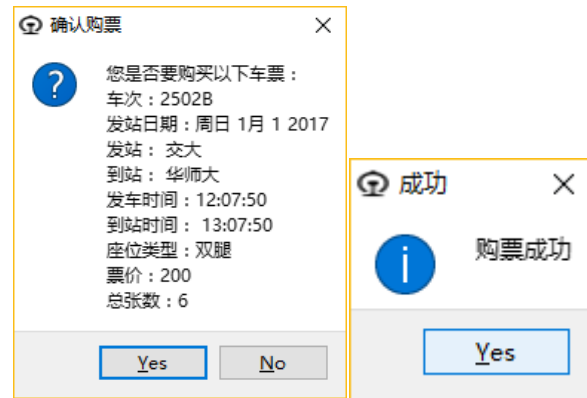 确认购票
您是否要购买以下车票：
车次：2502B
发站日期：周日 1月 1 2017
发站： 交大
到站： 华师大
发车时间：12:07:50
到站时间： 13:07:50
座位类型：双腿
票价：200
总张数：6
Yes
No
成功
购票成功
Yes